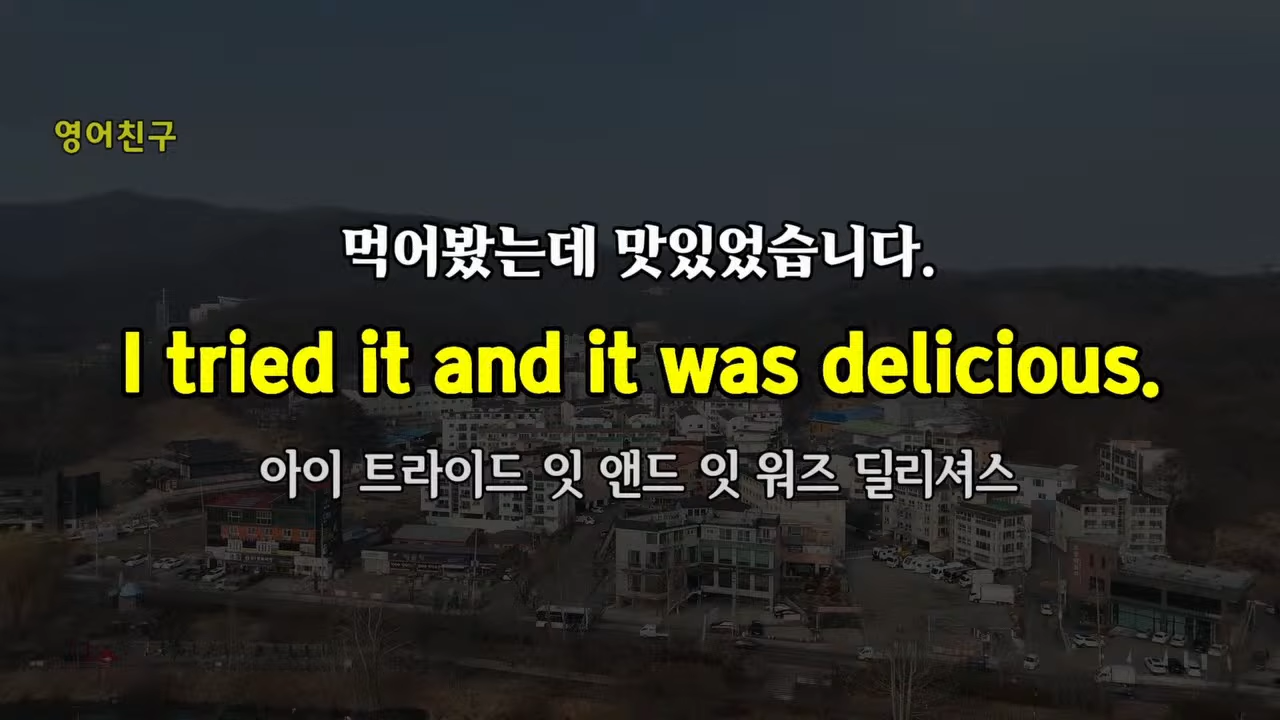 영어친구
먹어봤는데 맛있었습니다.
I tried it and it was delicious.
아이 트라이드 잇 앤드 잇 워즈 딜리셔스